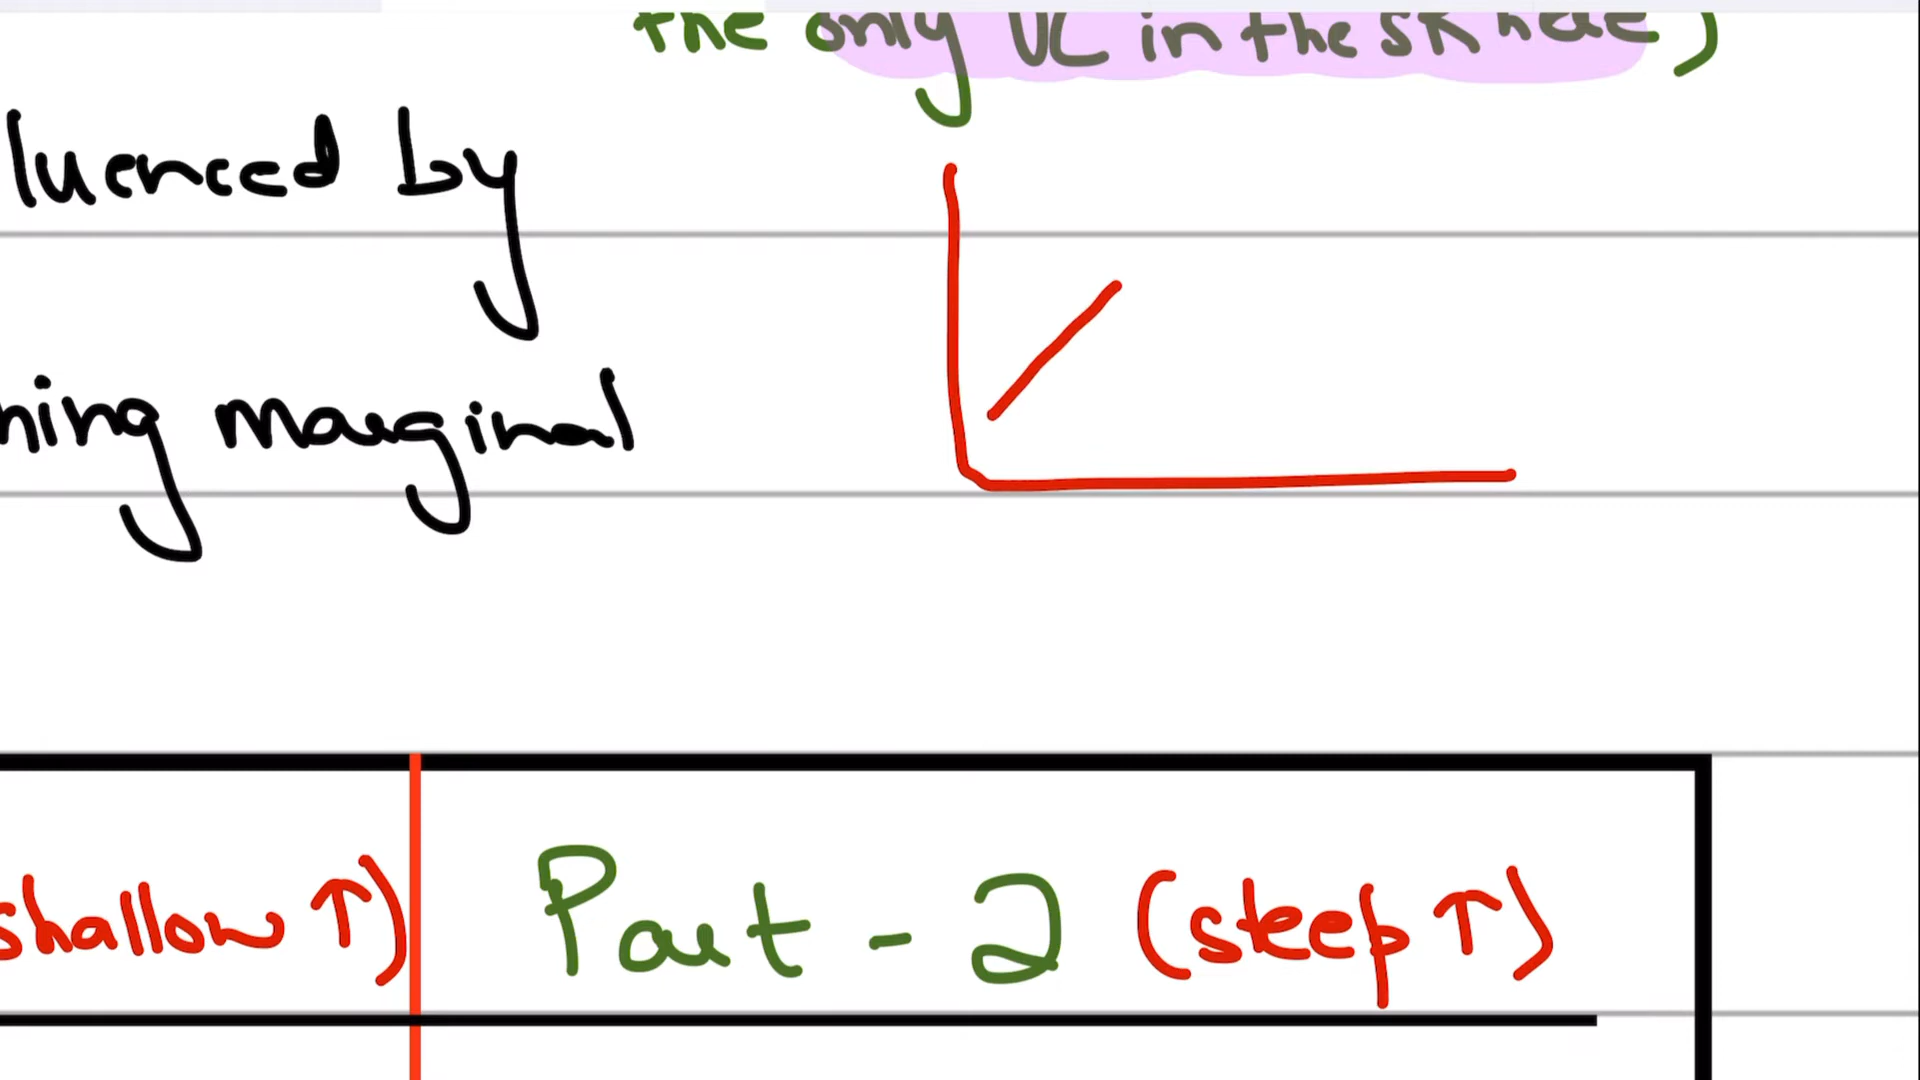 the only VC in the SR here)
luenced by
ning marginal
shallow ↑)
Part - 2 (steep ↑)